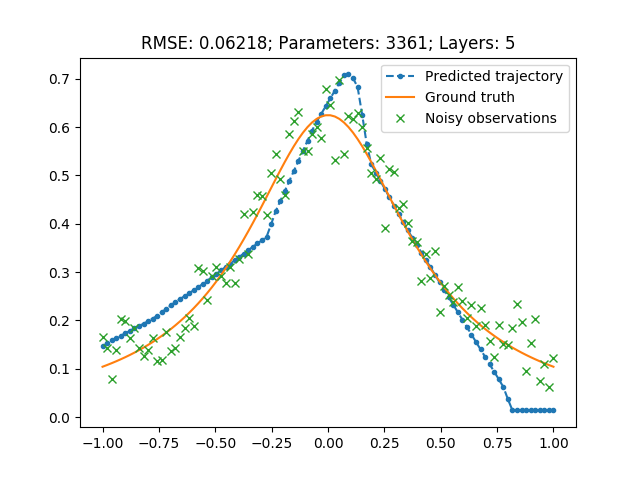 RMSE: 0.06218; Parameters: 3361; Layers: 5
Predicted trajectory
Ground truth
Noisy observations
0.7
0.6
0.5
0.4
0.3
0.2
0.1
0.0
−1.00 −0.75 −0.50 −0.25 0.00 0.25 0.50 0.75 1.00